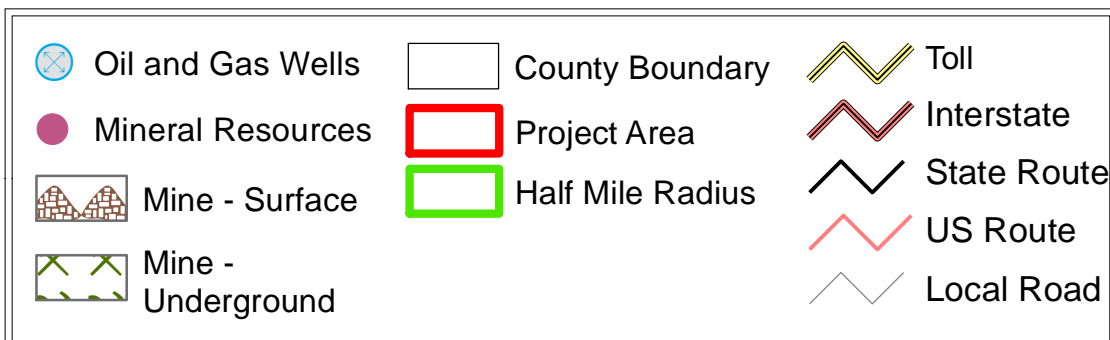 Oil and Gas Wells
Mineral Resources
Mine - Surface
Mine -
Underground
County Boundary
Project Area
Half Mile Radius
Toll
Interstate
State Route
US Route
Local Road